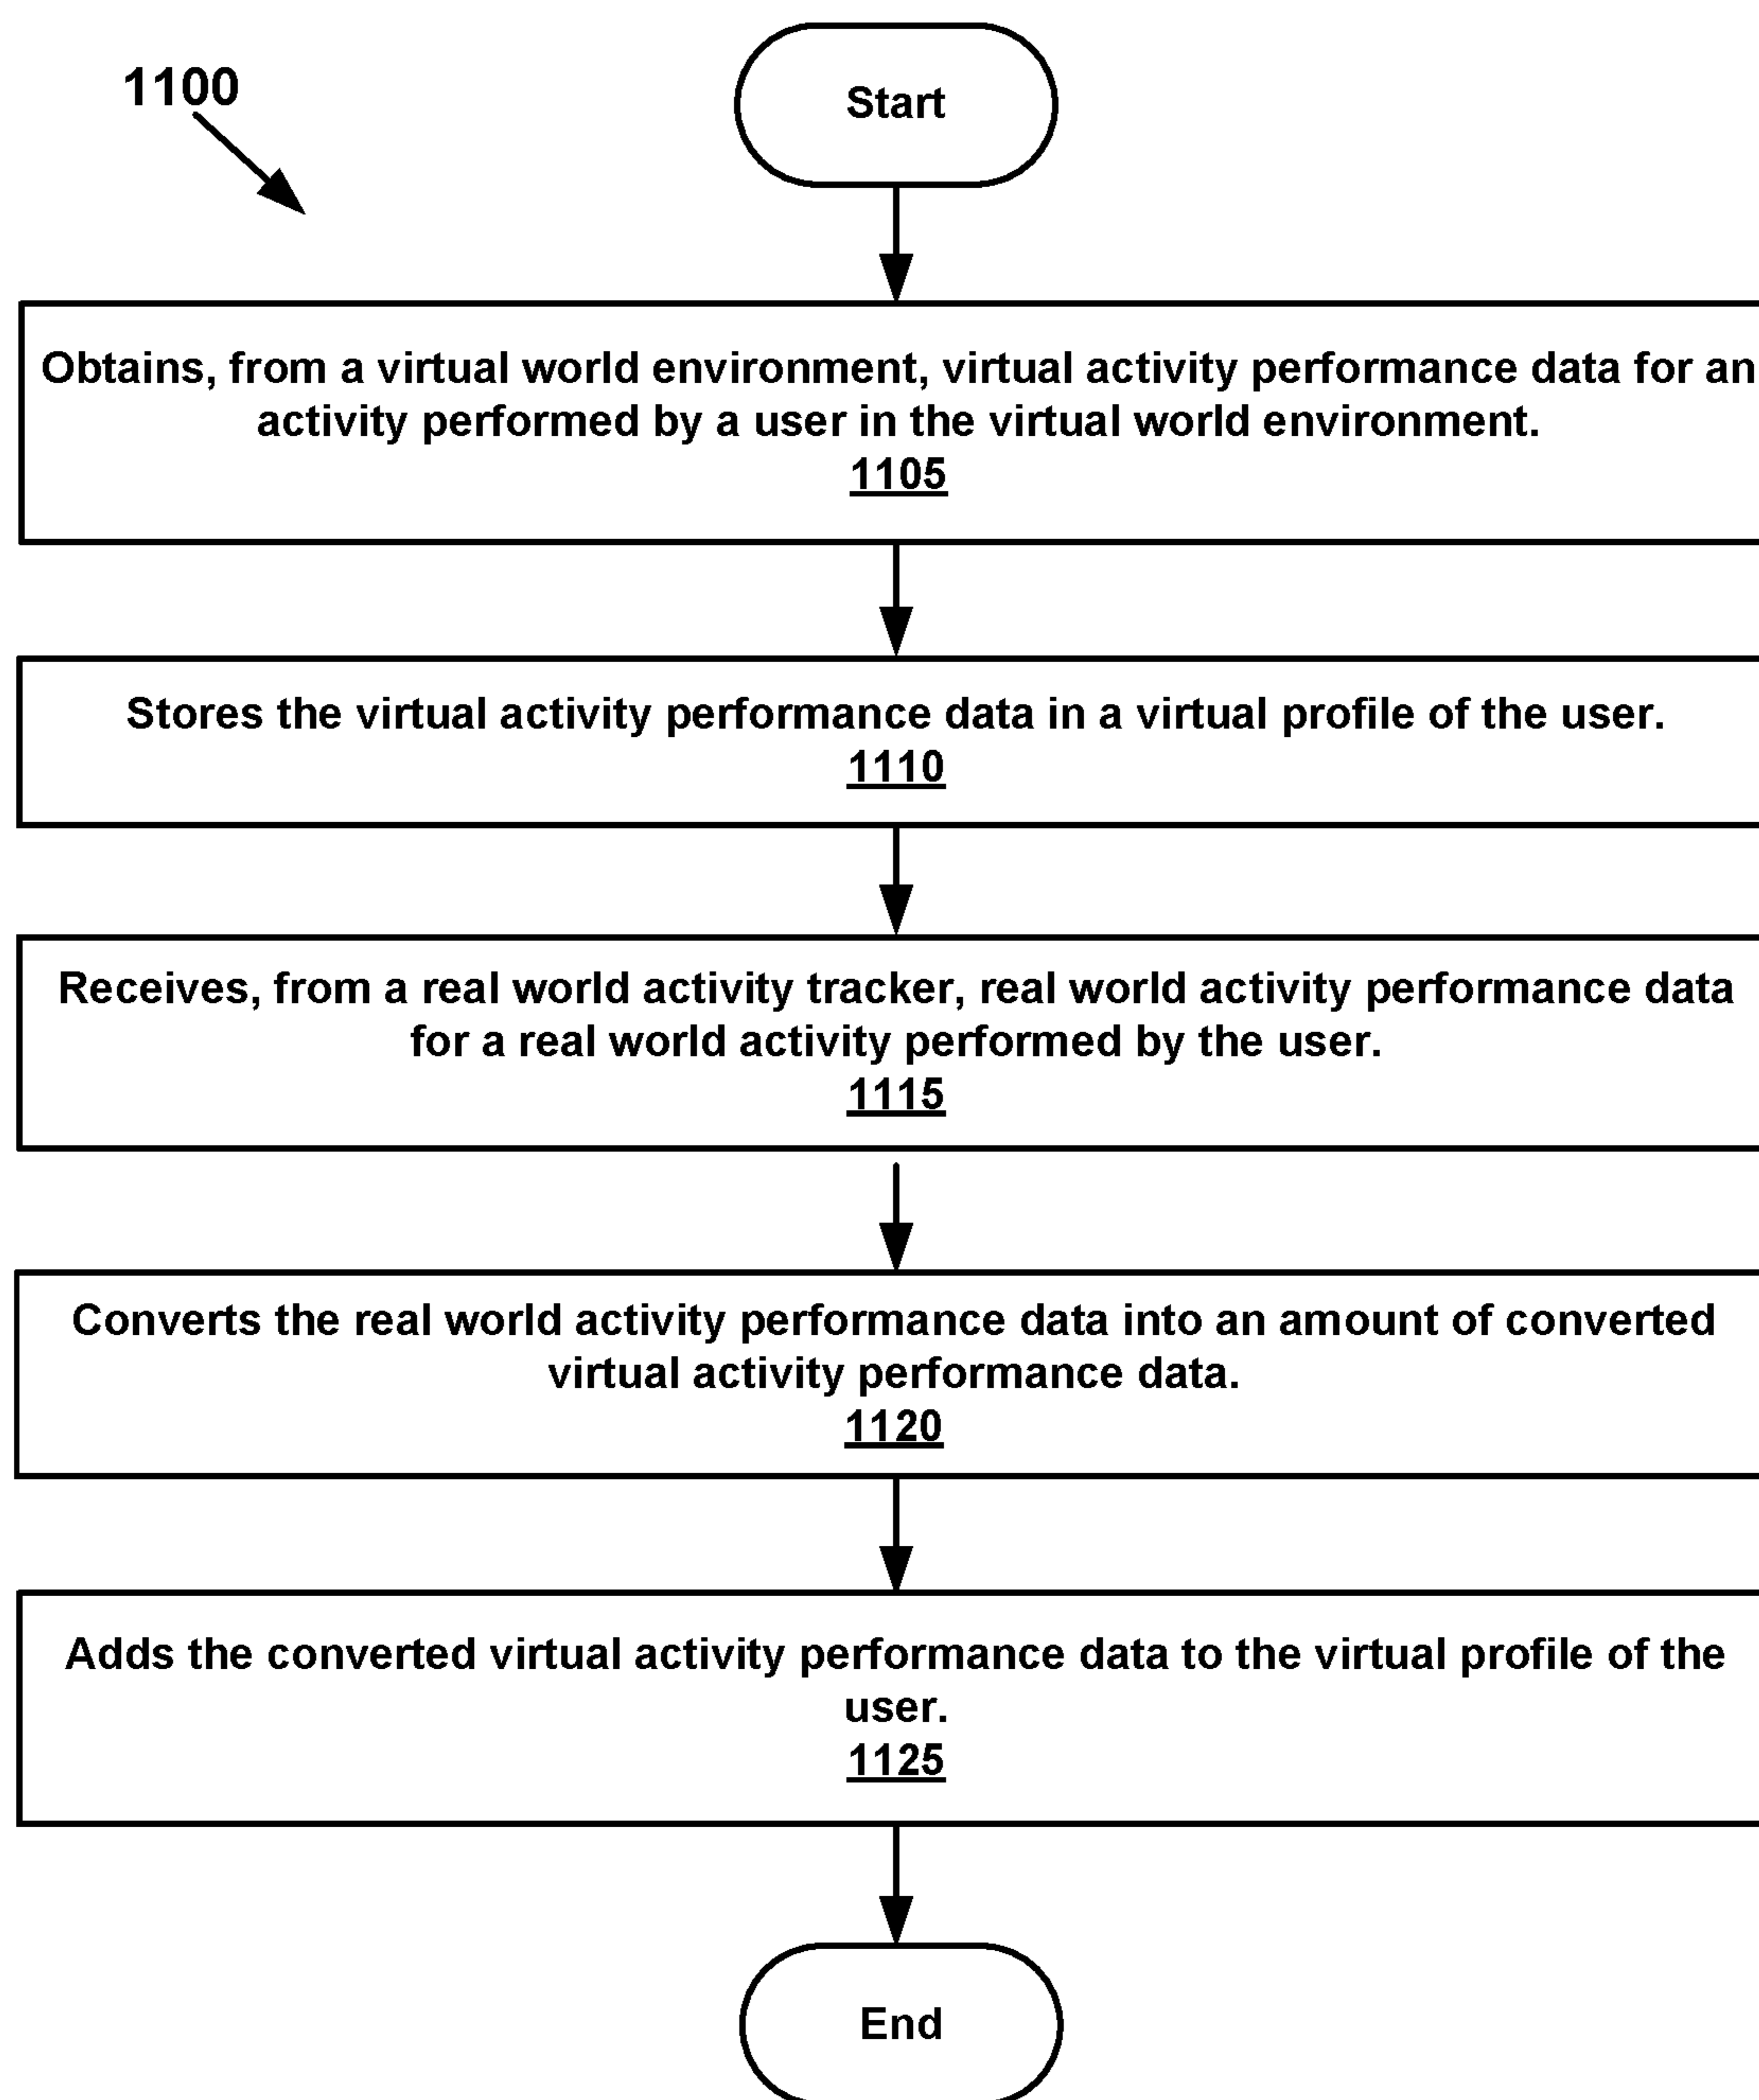 1100
Start
Obtains, from a virtual world environment, virtual activity performance data for an
activity performed by a user in the virtual world environment.
1105
Stores the virtual activity performance data in a virtual profile of the user.
1110
Receives, from a real world activity tracker, real world activity performance data
for a real world activity performed by the user.
1115
Converts the real world activity performance data into an amount of converted
virtual activity performance data.
1120
Adds the converted virtual activity performance data to the virtual profile of the
user.
1125
End